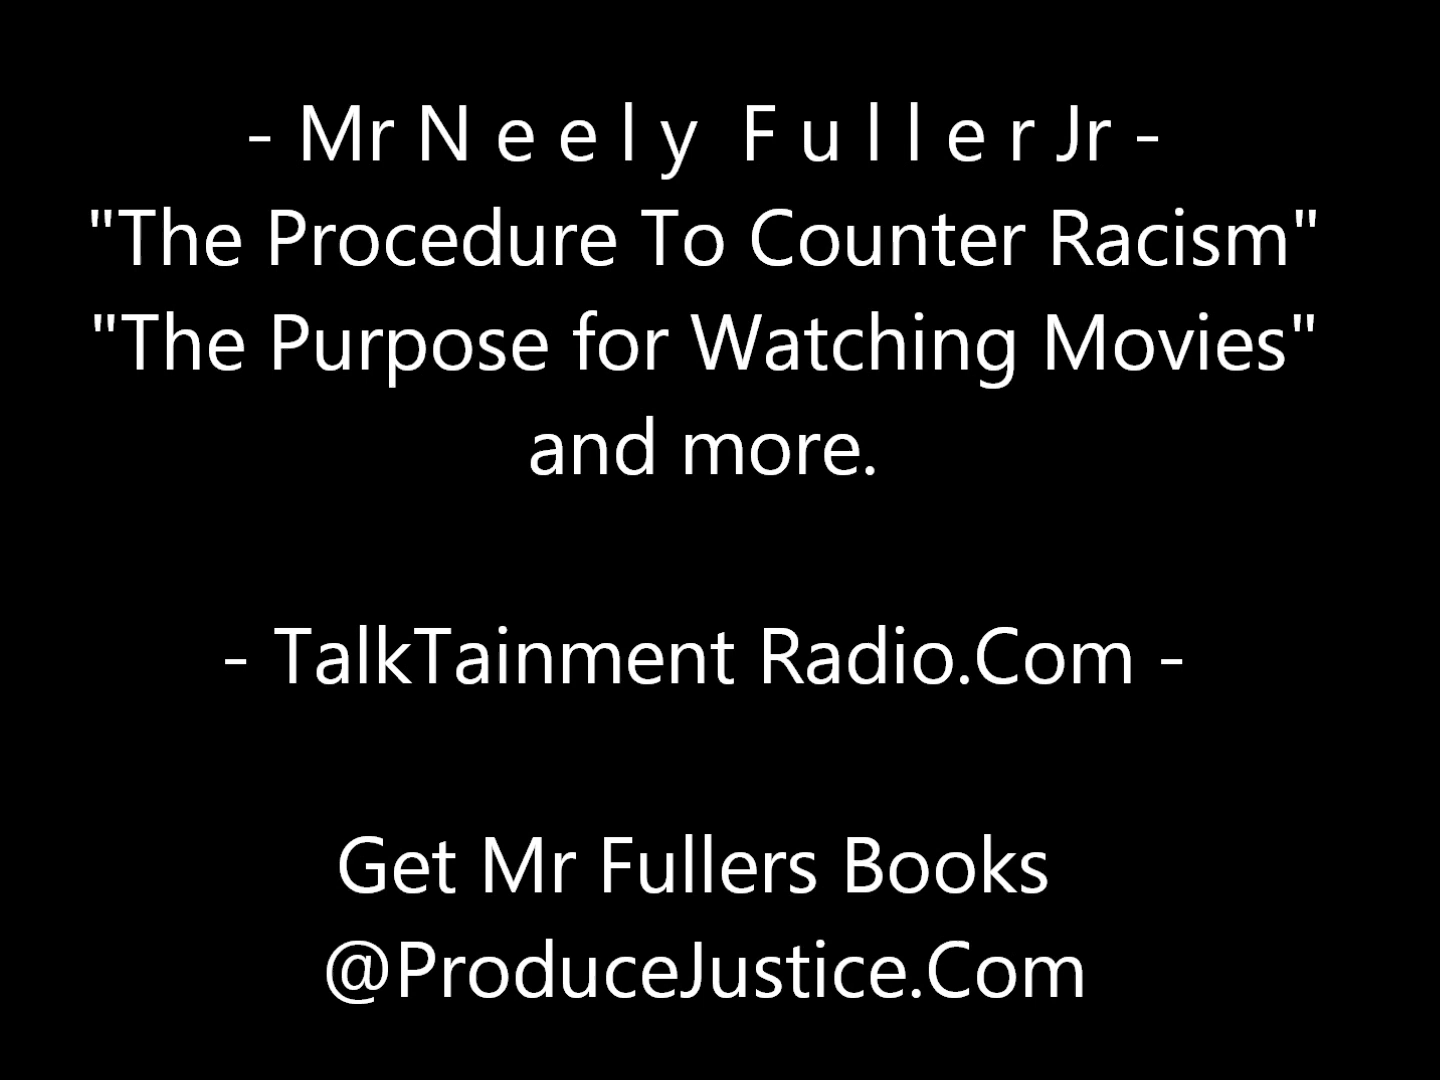 - Mr N e e l y  F u l l e r Jr -
"The Procedure To Counter Racism"
"The Purpose for Watching Movies"
and more.
- TalkTainment Radio.Com -
Get Mr Fullers Books
@ProduceJustice.Com